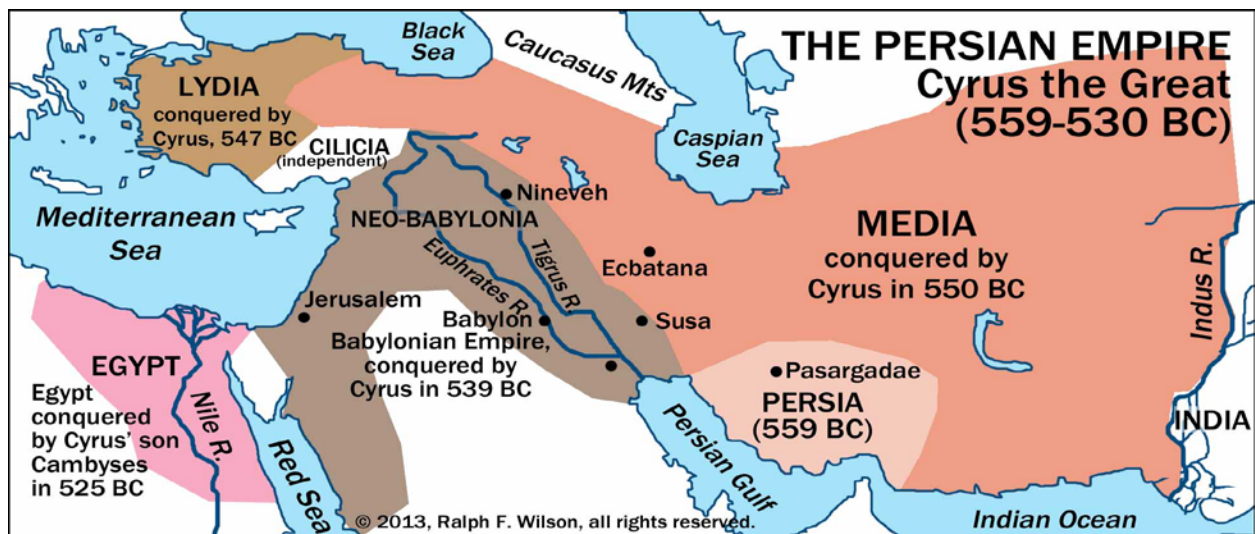 THE PERSIAN EMPIRE
Cyrus the Great
(559-530 BC)
Black
Sea
Caucasus Mts
Caspian
Sea
LYDIA
conquered by
Cyrus, 547 BC
CILICIA
(independent)
Mediterranean
Sea
NEO-BABYLONIA
Nineveh
Tigrus R.
Euphrates R.
Ecbatana
MEDIA
conquered by
Cyrus in 550 BC
Indus R.
Jerusalem
Babylon
Susa
Babylonian Empire,
conquered by
Cyrus in 539 BC
Pasargadae
PERSIA
(559 BC)
INDIA
EGYPT
Egypt
conquered
by Cyrus' son
Cambyses
in 525 BC
Nile R.
Red Sea
Persian Gulf
Indian Ocean
© 2013, Ralph F. Wilson, all rights reserved.